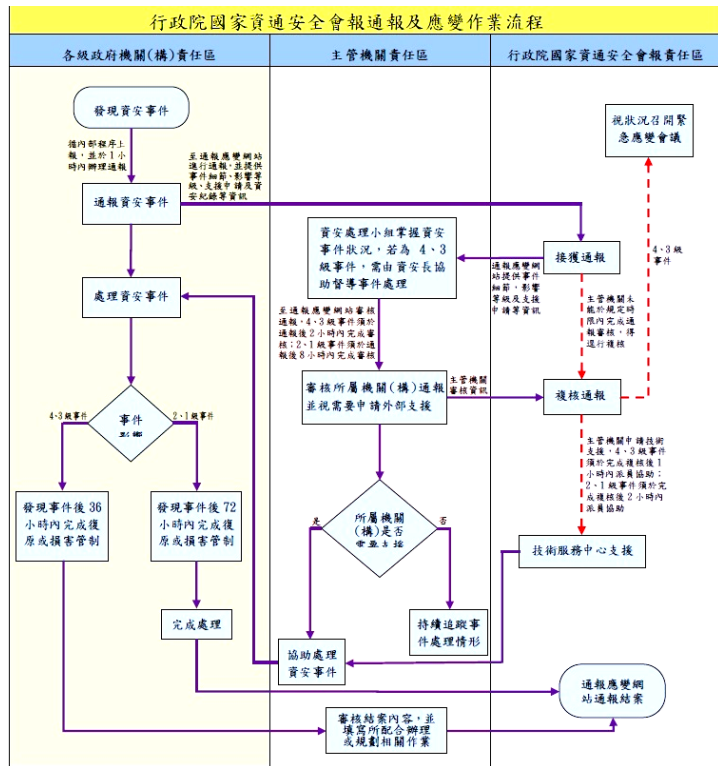 行政院國家資通安全會報通報及應變作業流程
各級政府機關(構)責任區
主管機關責任區
行政院國家資通安全會報責任區
發現資安事件
循內部程序上
報，並於1小
時內辦理通報
至通報應變網站
進行通報，並提供
事件細節、影響等
級、支援申請及資
安紀錄等資訊
通報資安事件
處理資安事件
4、3級事件
事件
影響
2、1級事件
發現事件後36
小時內完成復
原或損害管制
發現事件後72
小時內完成復
原或損害管制
完成處理
資安處理小組掌握資安
事件狀況，若為 4、3
級事件，需由資安長協
助督導事件處理
至通報應變網站審核
通報，4、3級事件須於
通報後2小時內完成審
核；2、1級事件須於通報
後8小時內完成審核
審核所屬機關(構)通報
並視需要申請外部支援
主管機關
審核資訊
所屬機關
(構)是否
需要支援
是
否
協助處理
資安事件
持續追蹤事
件處理情形
審核結案內容，並
填寫所配合辦理
或規劃相關作業
視狀況召開緊
急應變會議
4、3級
事件
接獲通報
通報應變網
站提供事件
細節、影響
等級及支援
申請等資訊
主管機關未
能於規定時
限內完成通
報審核，得
逕行複核
複核通報
主管機關申請技術
支援，4、3級事件
須於完成複核後1
小時內派員協助；
2、1級事件須於完
成複核後2小時內
派員協助
技術服務中心支援
通報應變網
站通報結案